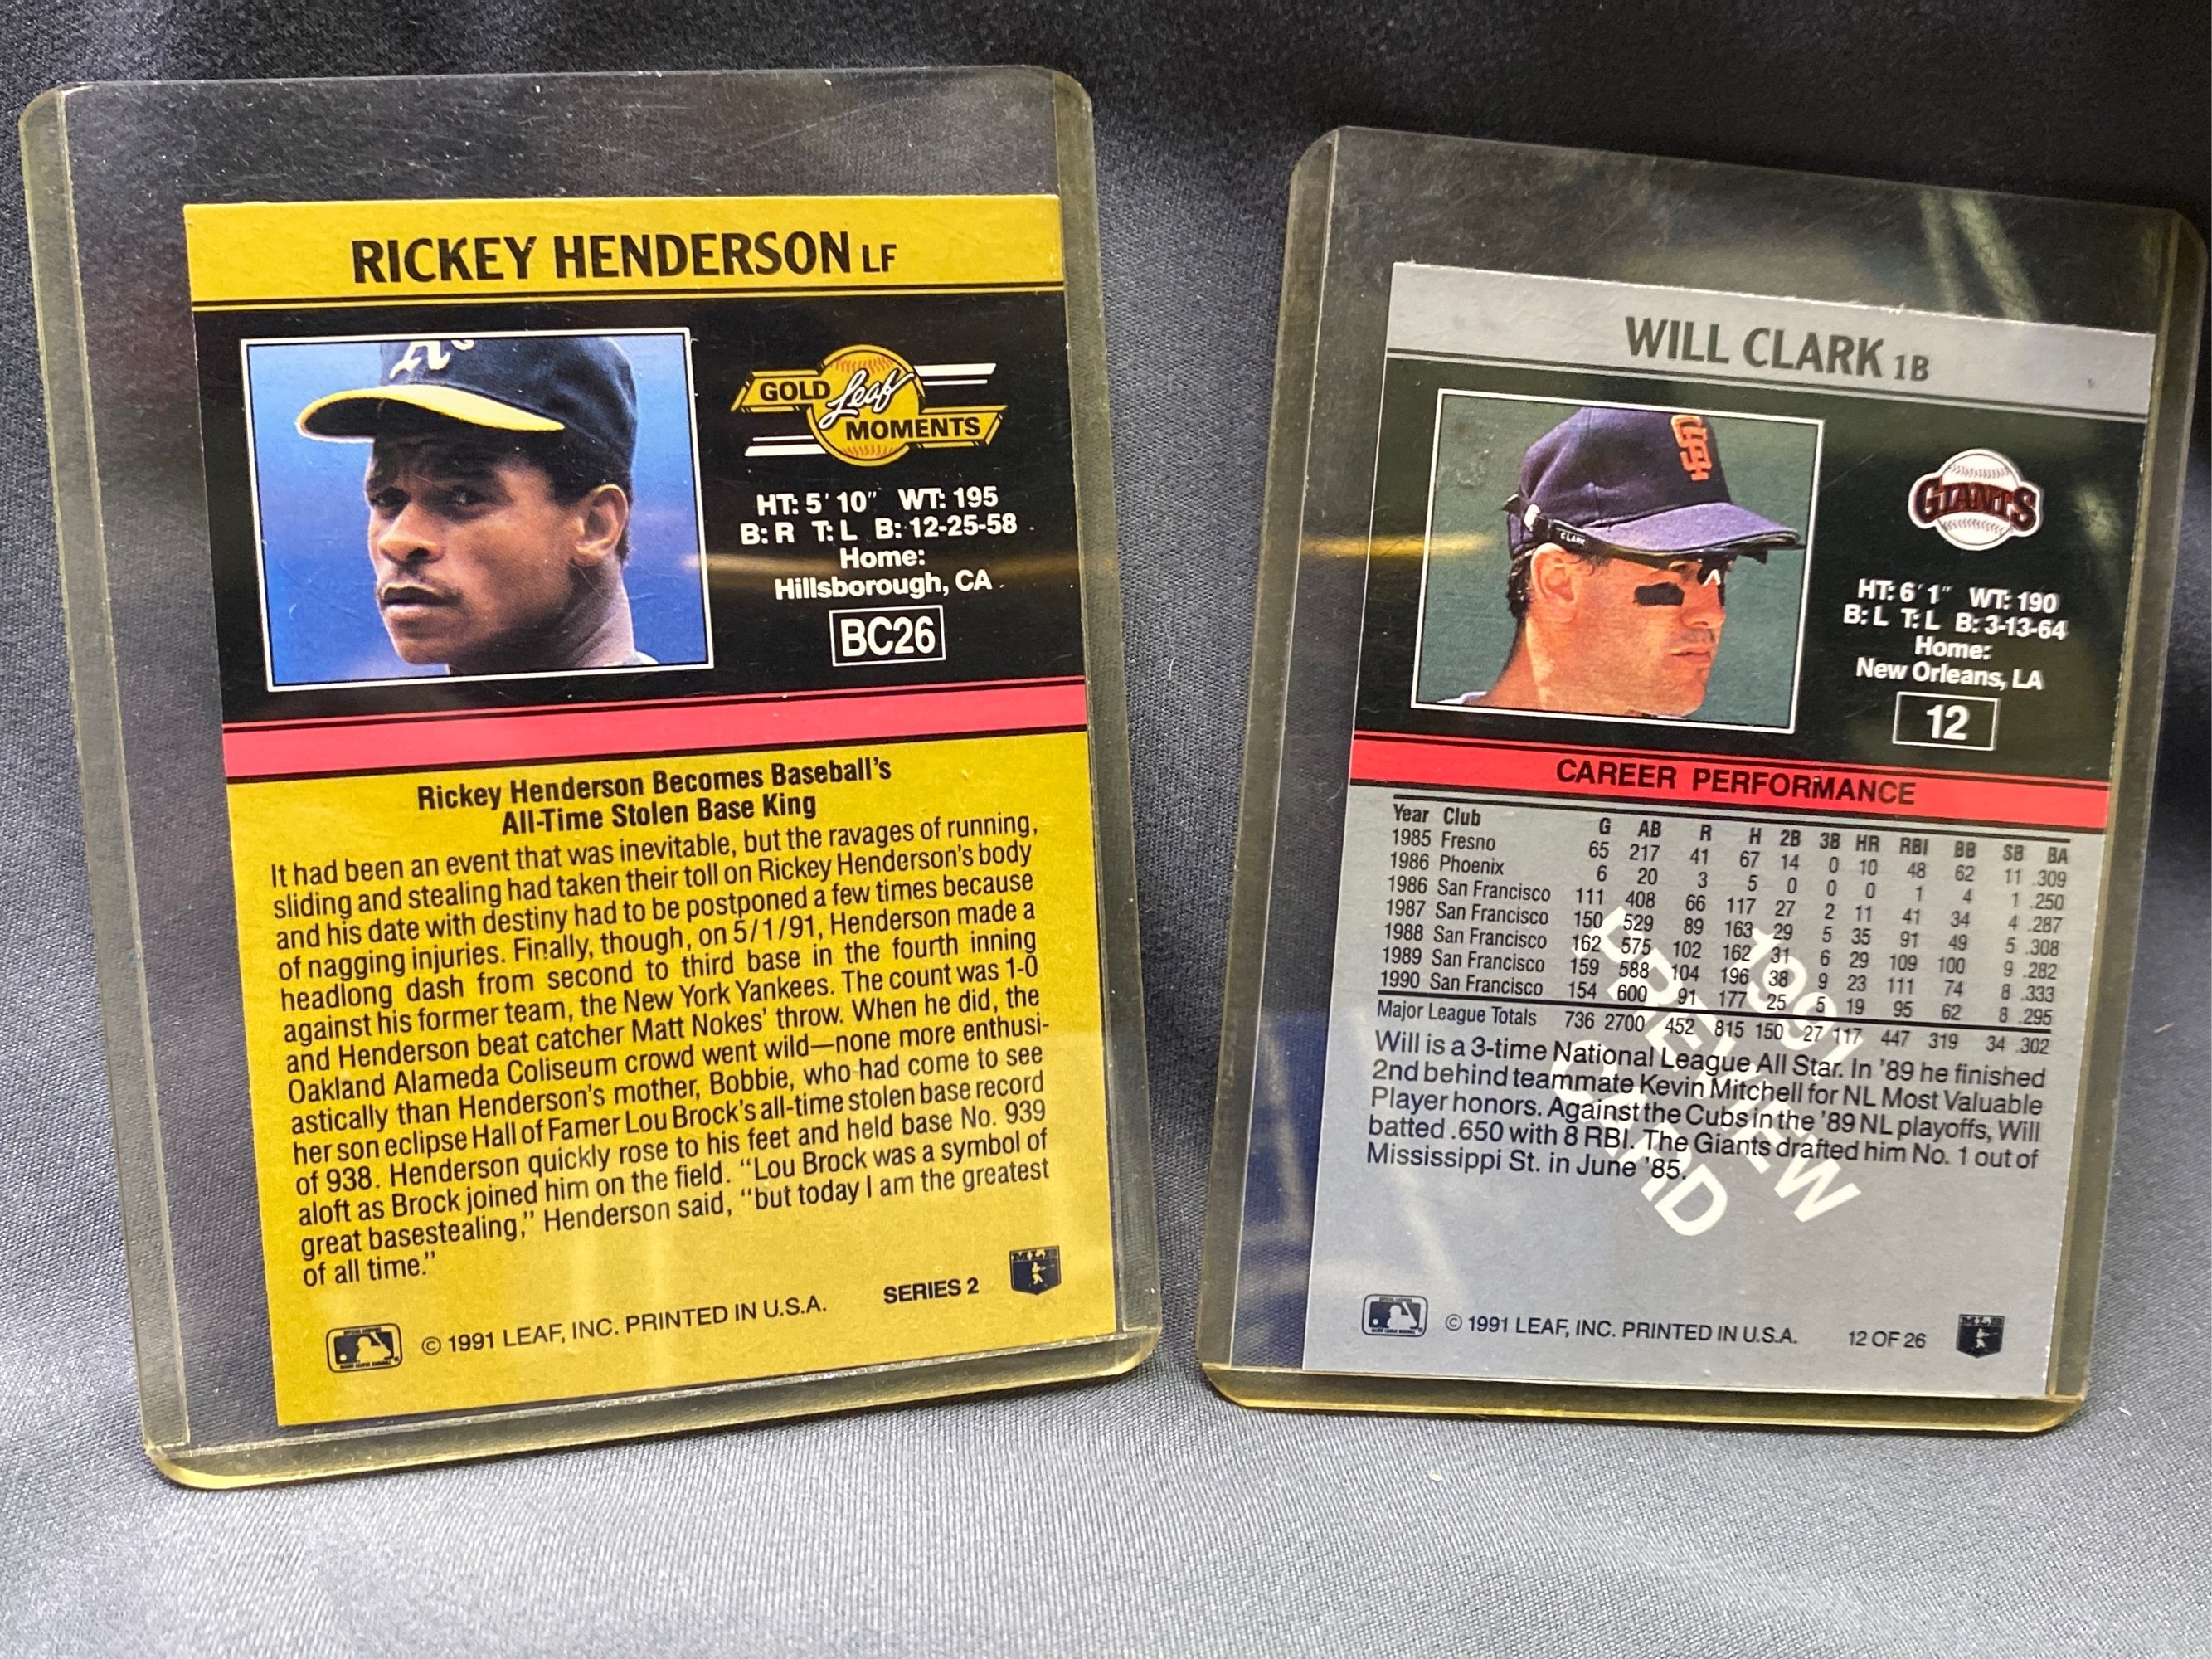 RICKEY HENDERSON LF
A's
GOLD Leaf MOMENTS
HT: 5' 10" WT: 195
B: R T: L B: 12-25-58
Home:
Hillsborough, CA
BC26
Rickey Henderson Becomes Baseball's
All-Time Stolen Base King
It had been an event that was inevitable, but the ravages of running,
sliding and stealing had taken their toll on Rickey Henderson's body
and his date with destiny had to be postponed a few times because
of nagging injuries. Finally, though, on 5/1/91, Henderson made a
headlong dash from second to third base in the fourth inning
against his former team, the New York Yankees. The count was 1-0
and Henderson beat catcher Matt Nokes' throw. When he did, the
Oakland Alameda Coliseum crowd went wild—none more enthusi-
astically than Henderson's mother, Bobbie, who had come to see
her son eclipse Hall of Famer Lou Brock's all-time stolen base record
of 938. Henderson quickly rose to his feet and held base No. 939
aloft as Brock joined him on the field. "Lou Brock was a symbol of
great basestealing," Henderson said, "but today I am the greatest
of all time."
© 1991 LEAF, INC. PRINTED IN U.S.A. SERIES 2
WILL CLARK 1B
SF
CLARK
GIANTS
HT: 6' 1" WT: 190
B: L T: L B: 3-13-64
Home:
New Orleans, LA
12
CAREER PERFORMANCE
Year Club G AB R H 2B 3B HR RBI BB SB BA
1985 Fresno 65 217 41 67 14 0 10 48 62 11 .309
1986 Phoenix 6 20 3 5 0 0 0 1 4 1 .250
1986 San Francisco 111 408 66 117 27 2 11 41 34 4 .287
1987 San Francisco 150 529 89 163 29 5 35 91 49 5 .308
1988 San Francisco 162 575 102 162 31 6 29 109 100 9 .282
1989 San Francisco 159 588 104 196 38 9 23 111 74 8 .333
1990 San Francisco 154 600 91 177 25 5 19 95 62 8 .295
Major League Totals 736 2700 452 815 150 27 117 447 319 34 .302
Will is a 3-time National League All Star. In '89 he finished
2nd behind teammate Kevin Mitchell for NL Most Valuable
Player honors. Against the Cubs in the '89 NL playoffs, Will
batted .650 with 8 RBI. The Giants drafted him No. 1 out of
Mississippi St. in June '85.
1991
PREVIEW
CARD
© 1991 LEAF, INC. PRINTED IN U.S.A. 12 OF 26